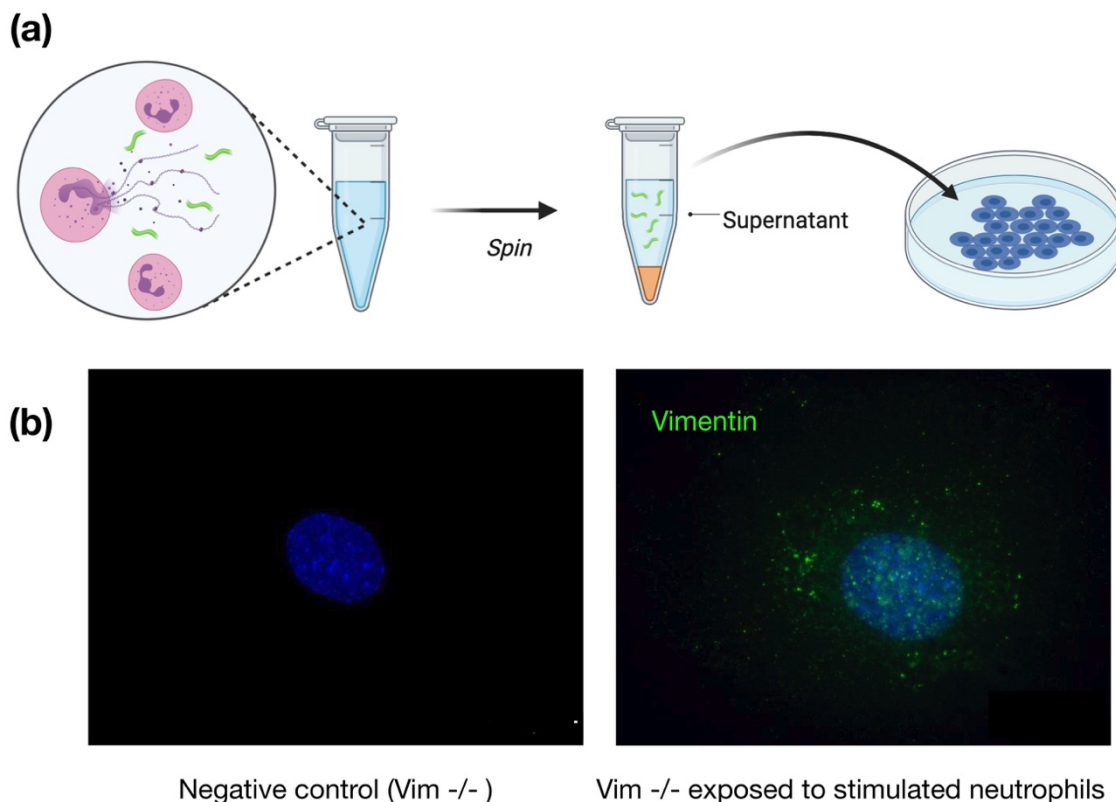 (a)
Spin
Supernatant
(b)
Vimentin
Negative control (Vim -/- )
Vim -/- exposed to stimulated neutrophils